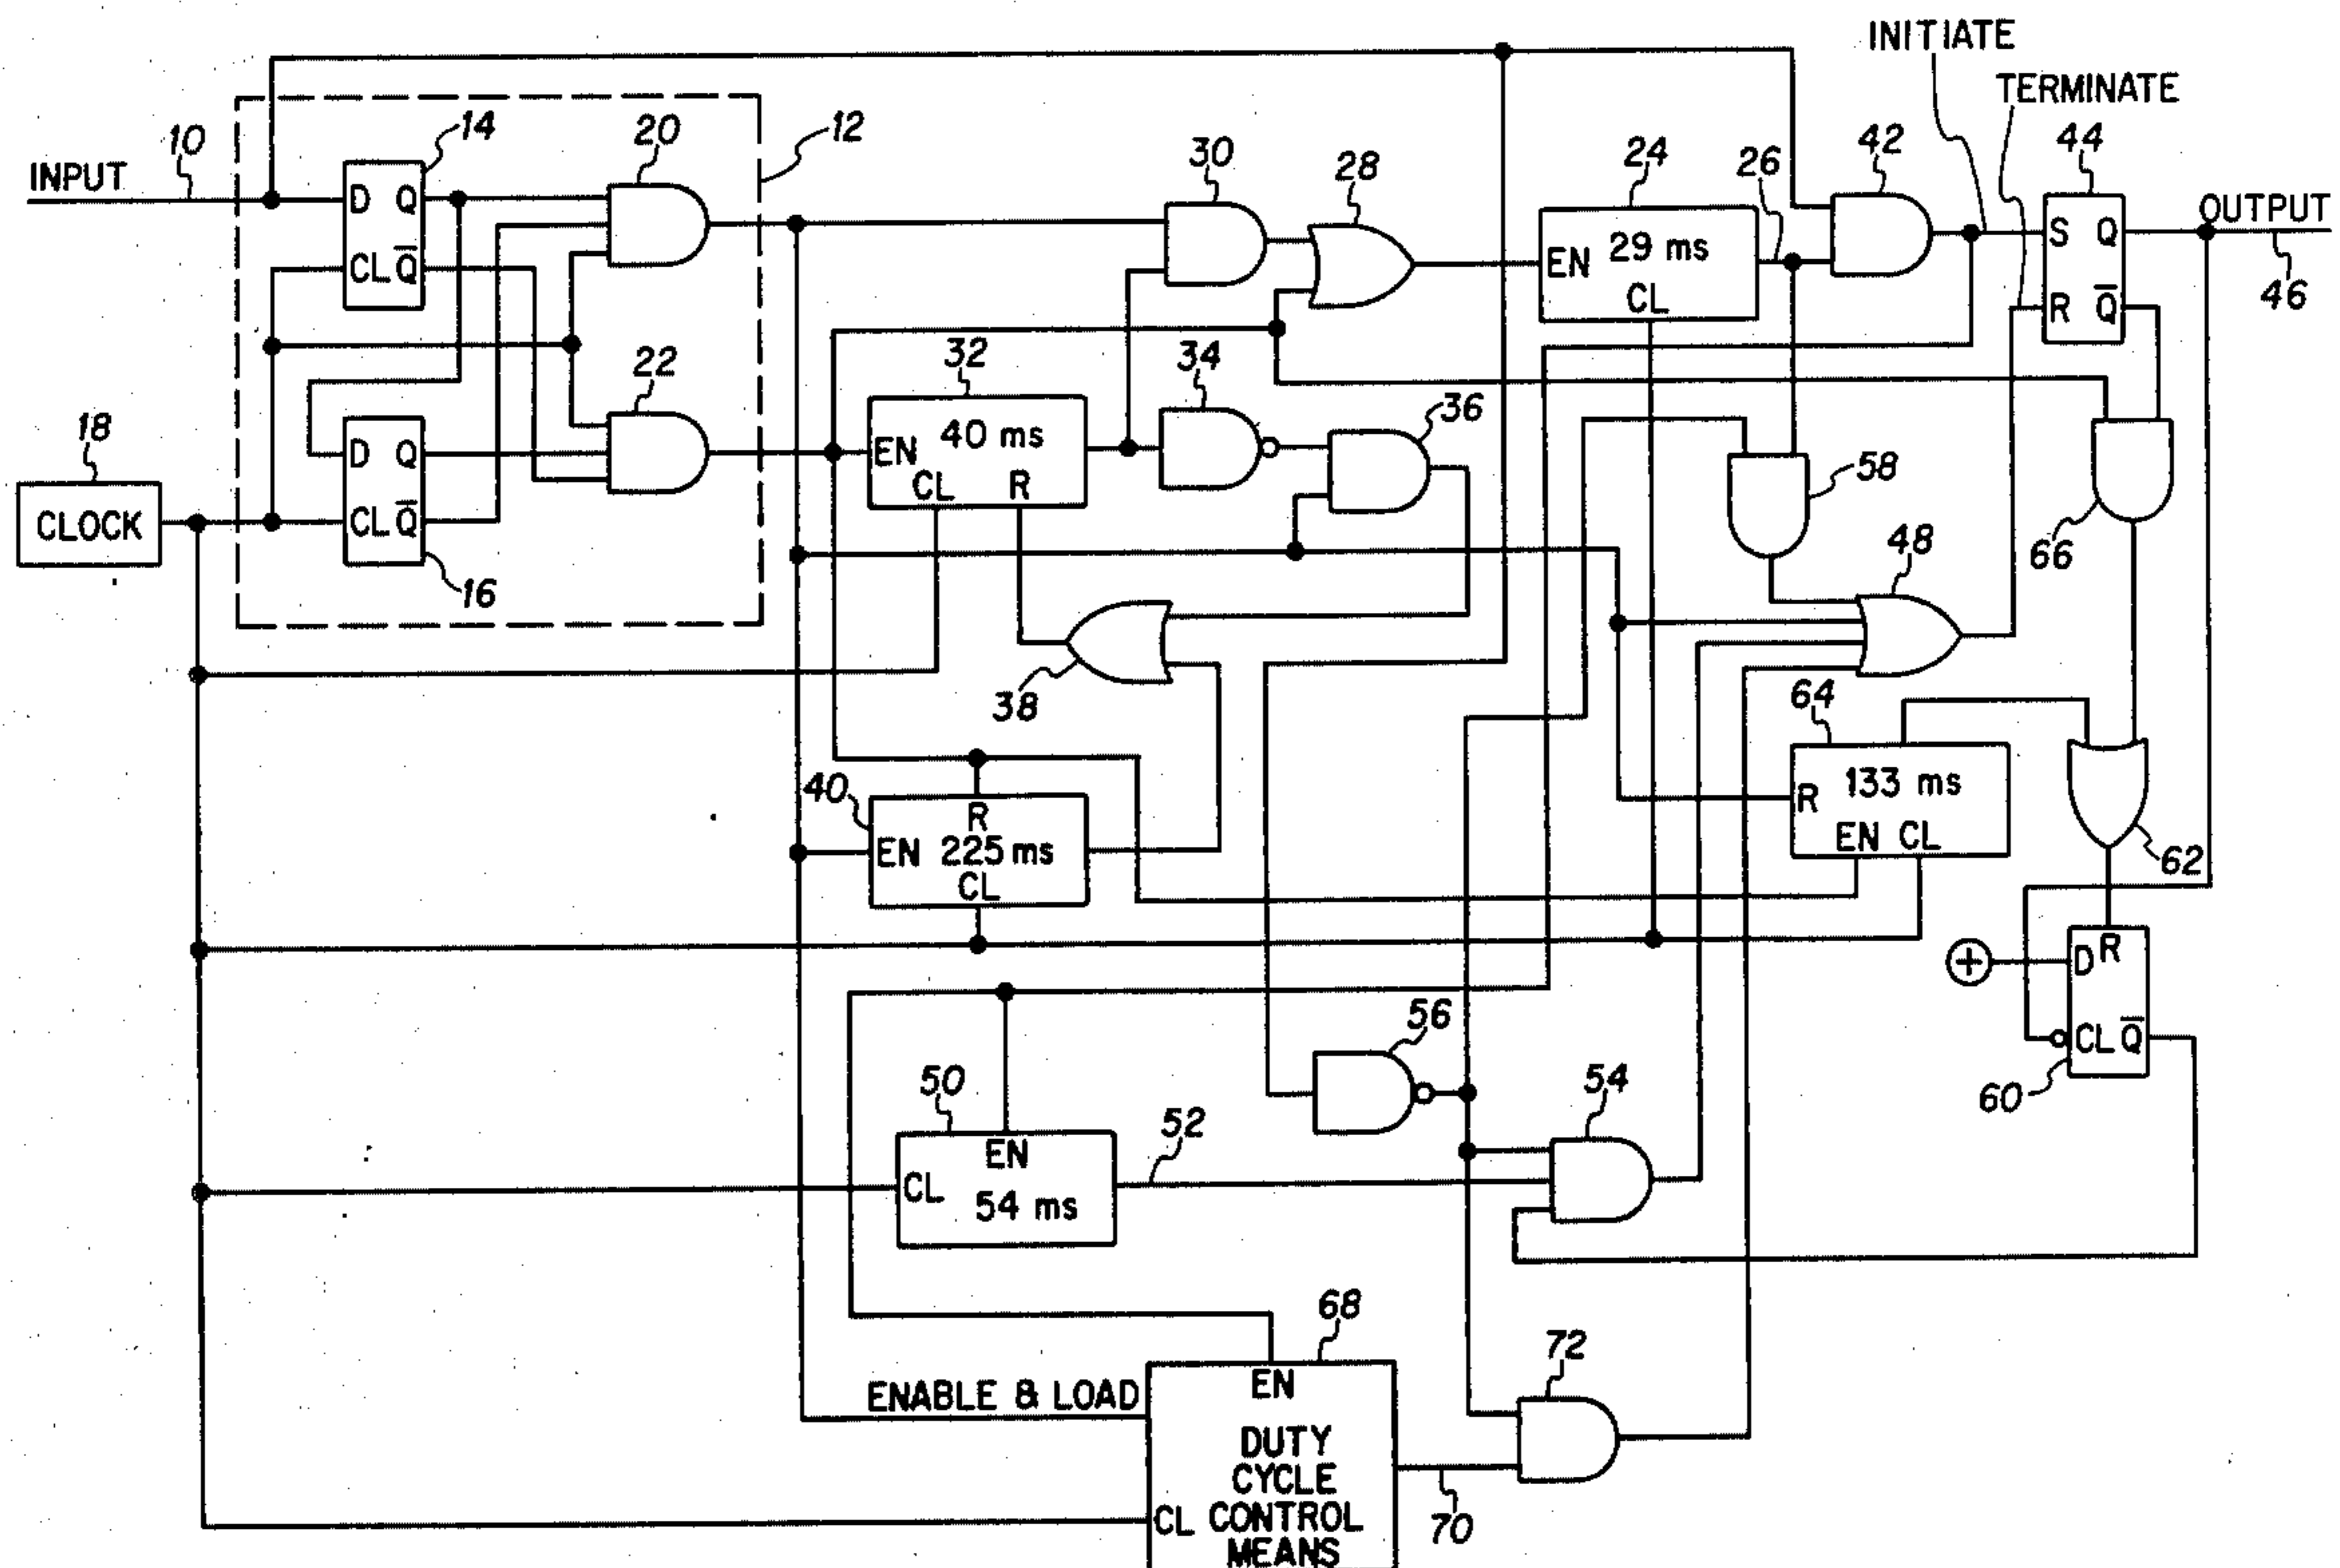 INITIATE
TERMINATE
10
14
20
12
30
28
24
26
42
44
INPUT
D Q
CL Q̅
EN 29 ms
CL
S Q
R Q̅
OUTPUT
46
22
32
34
36
18
CLOCK
D Q
CL Q̅
16
EN 40 ms
CL R
58
48
66
38
64
40
R
EN 225 ms
CL
R 133 ms
EN CL
62
D R
CL Q̅
60
56
50
EN
CL 54 ms
52
54
68
ENABLE & LOAD
EN
DUTY
CYCLE
CL CONTROL
MEANS
70
72